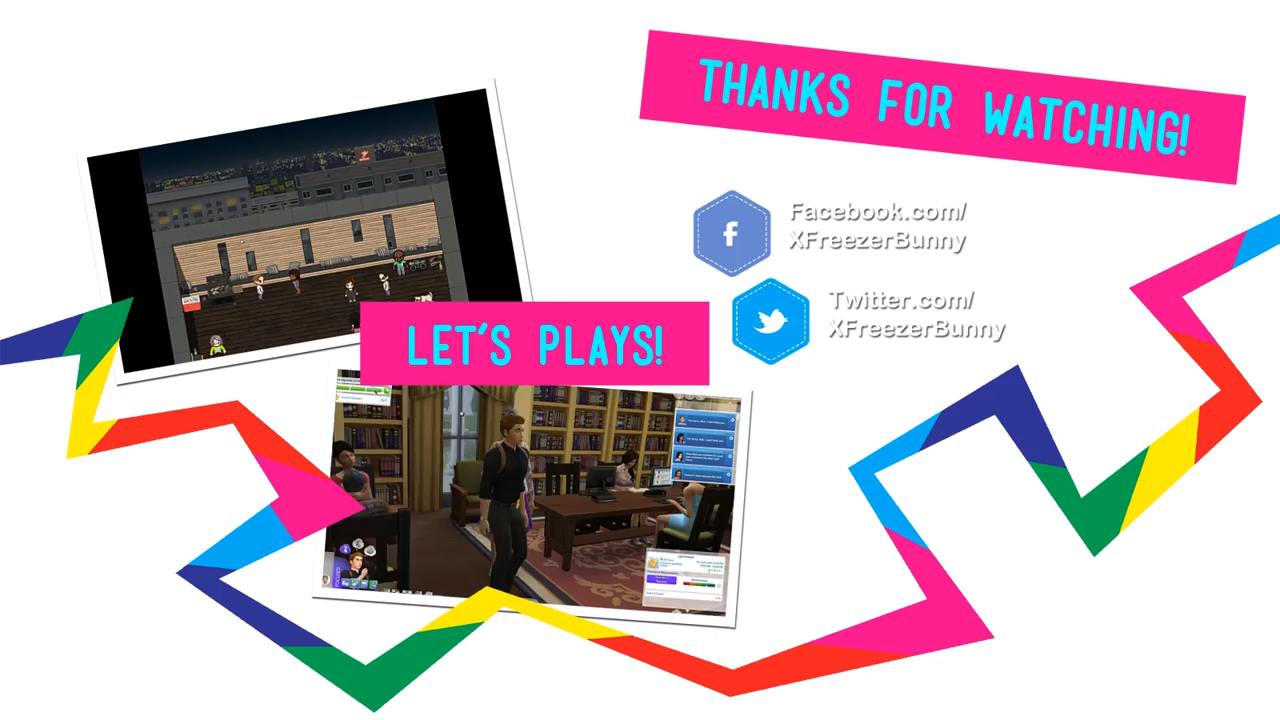 THANKS FOR WATCHING!
Facebook.com/
XFreezerBunny
Twitter.com/
XFreezerBunny
LET'S PLAYS!